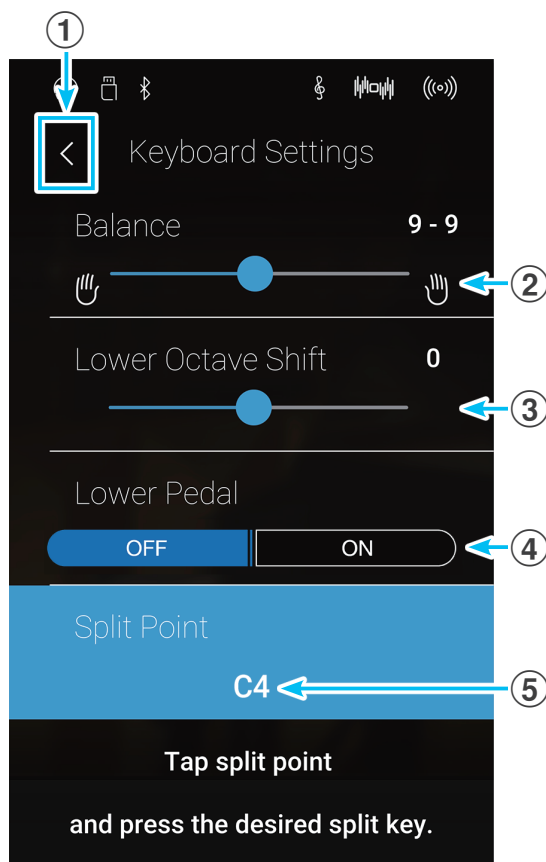 ①
Keyboard Settings
Balance 9 - 9
②
Lower Octave Shift 0
③
Lower Pedal
OFF ON ④
Split Point
C4 ⑤
Tap split point
and press the desired split key.